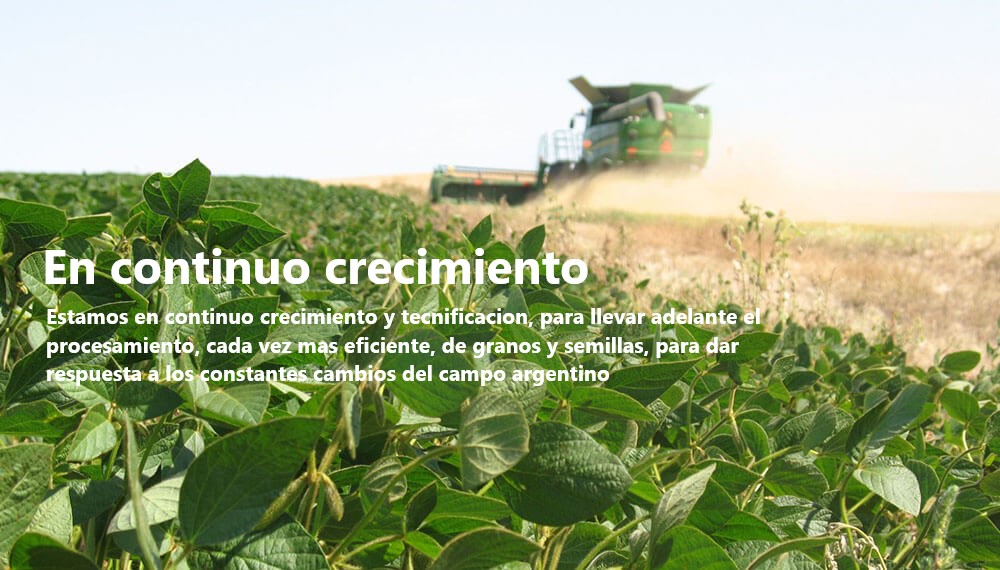 En continuo crecimiento
Estamos en continuo crecimiento y tecnificacion, para llevar adelante el
procesamiento, cada vez mas eficiente, de granos y semillas, para dar
respuesta a los constantes cambios del campo argentino